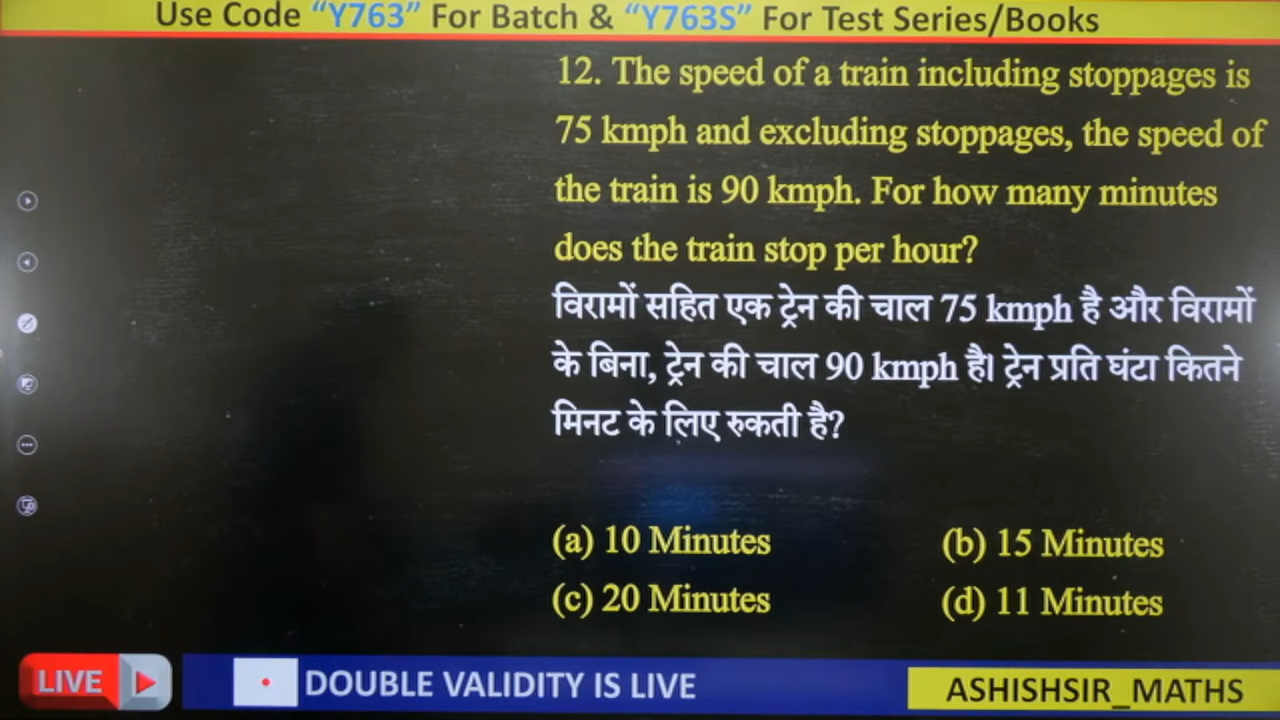 Use Code “Y763” For Batch & “Y763S” For Test Series/Books
12. The speed of a train including stoppages is
75 kmph and excluding stoppages, the speed of
the train is 90 kmph. For how many minutes
does the train stop per hour?
विरामों सहित एक ट्रेन की चाल 75 kmph है और विरामों
के बिना, ट्रेन की चाल 90 kmph है। ट्रेन प्रति घंटा कितने
मिनट के लिए रुकती है?
(a) 10 Minutes (b) 15 Minutes
(c) 20 Minutes (d) 11 Minutes
LIVE DOUBLE VALIDITY IS LIVE ASHISHSIR_MATHS